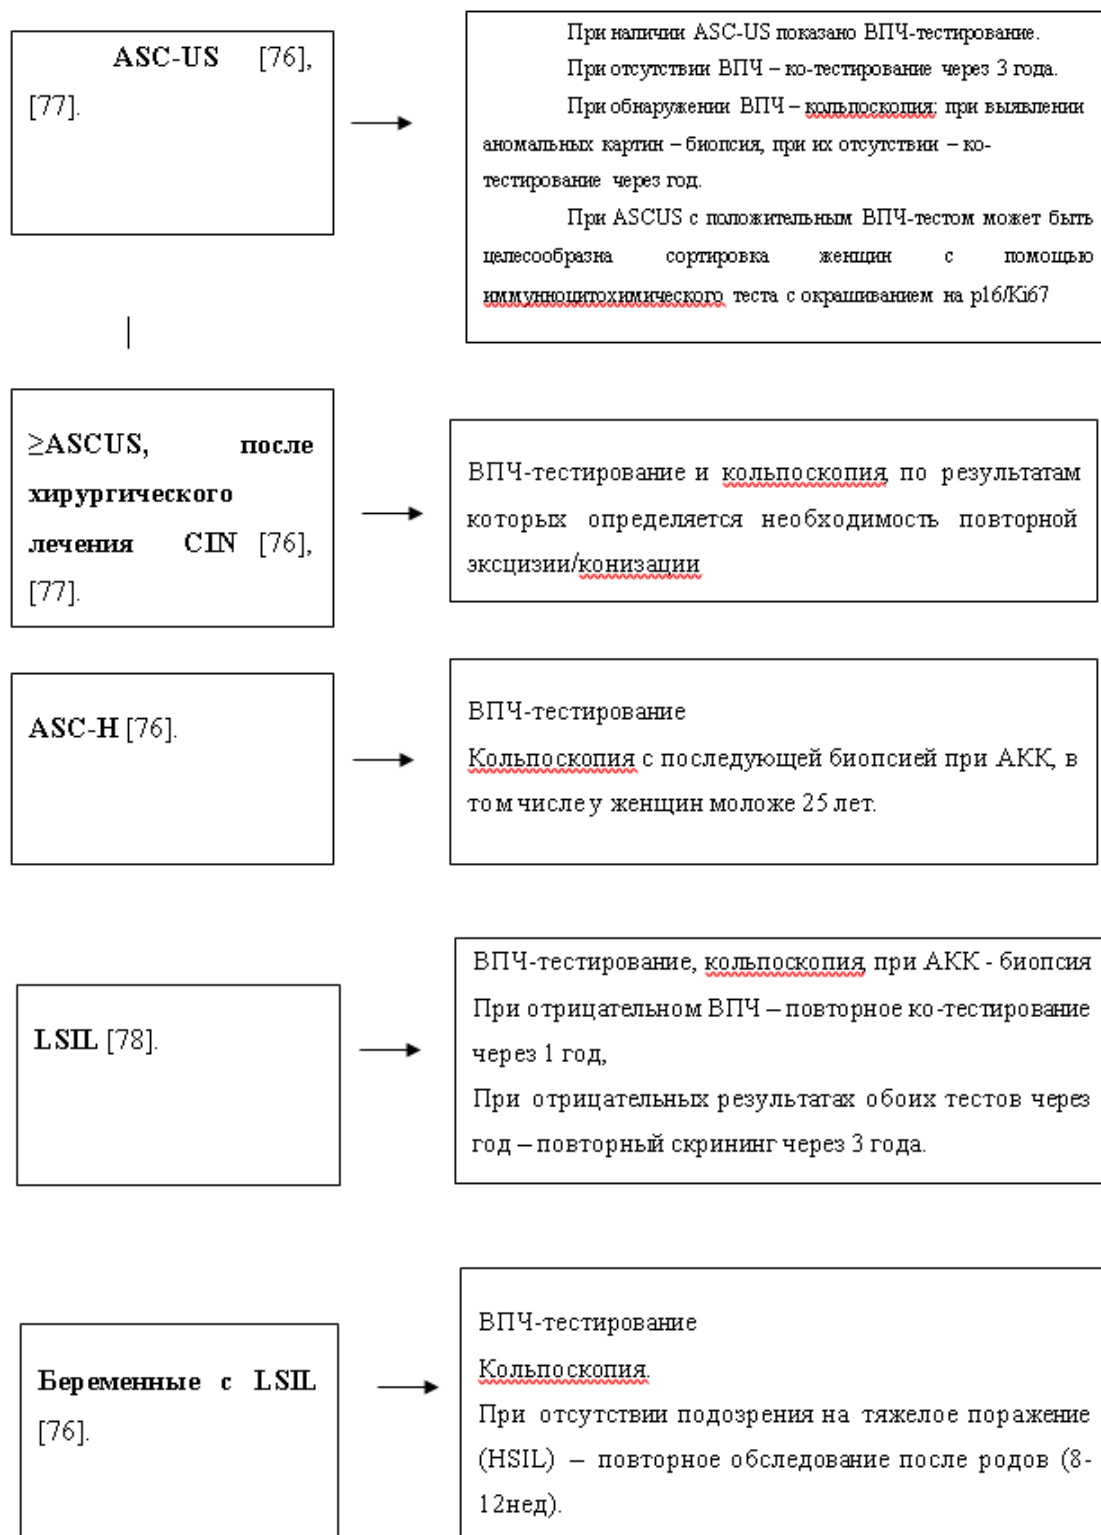 ASC-US [76],
[77].
При наличии ASC-US показано ВПЧ-тестирование.
При отсутствии ВПЧ – ко-тестирование через 3 года.
При обнаружении ВПЧ – кольпоскопия: при выявлении
аномальных картин – биопсия, при их отсутствии – ко-
тестирование через год.
При ASCUS с положительным ВПЧ-тестом может быть
целесообразна сортировка женщин с помощью
иммунноцитохимического теста с окрашиванием на p16/Ki67
≥ASCUS, после
хирургического
лечения CIN [76],
[77].
ВПЧ-тестирование и кольпоскопия, по результатам
которых определяется необходимость повторной
эксцизии/конизации
ASC-H [76].
ВПЧ-тестирование
Кольпоскопия с последующей биопсией при АКК, в
том числе у женщин моложе 25 лет.
LSIL [78].
ВПЧ-тестирование, кольпоскопия, при АКК - биопсия
При отрицательном ВПЧ – повторное ко-тестирование
через 1 год,
При отрицательных результатах обоих тестов через
год – повторный скрининг через 3 года.
Беременные с LSIL
[76].
ВПЧ-тестирование
Кольпоскопия.
При отсутствии подозрения на тяжелое поражение
(HSIL) – повторное обследование после родов (8-
12нед).